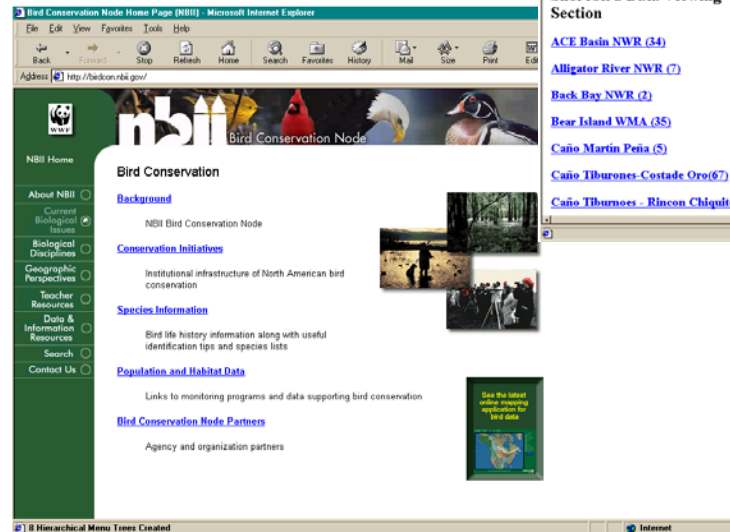 Bird Conservation Node Home Page (NBII) - Microsoft Internet Explorer
File Edit View Favorites Tools Help
Back Forward Stop Refresh Home Search Favorites History Mail Size Print
Address http://birdcon.nbii.gov/
WWF
nbii
Bird Conservation Node
NBII Home
About NBII
Current
Biological
Issues
Biological
Disciplines
Geographic
Perspectives
Teacher
Resources
Data &
Information
Resources
Search
Contact Us
Bird Conservation
Background
NBII Bird Conservation Node
Conservation Initiatives
Institutional infrastructure of North American bird
conservation
Species Information
Bird life history information along with useful
identification tips and species lists
Population and Habitat Data
Links to monitoring programs and data supporting bird conservation
Bird Conservation Node Partners
Agency and organization partners
See the latest
online mapping
application for
bird data
8 Hierarchical Menu Trees Created
Internet
Section
ACE Basin NWR (34)
Alligator River NWR (7)
Back Bay NWR (2)
Bear Island WMA (35)
Caño Martin Peña (5)
Caño Tiburones-Costade Oro(67)
Caño Tiburnoes - Rincon Chiquit